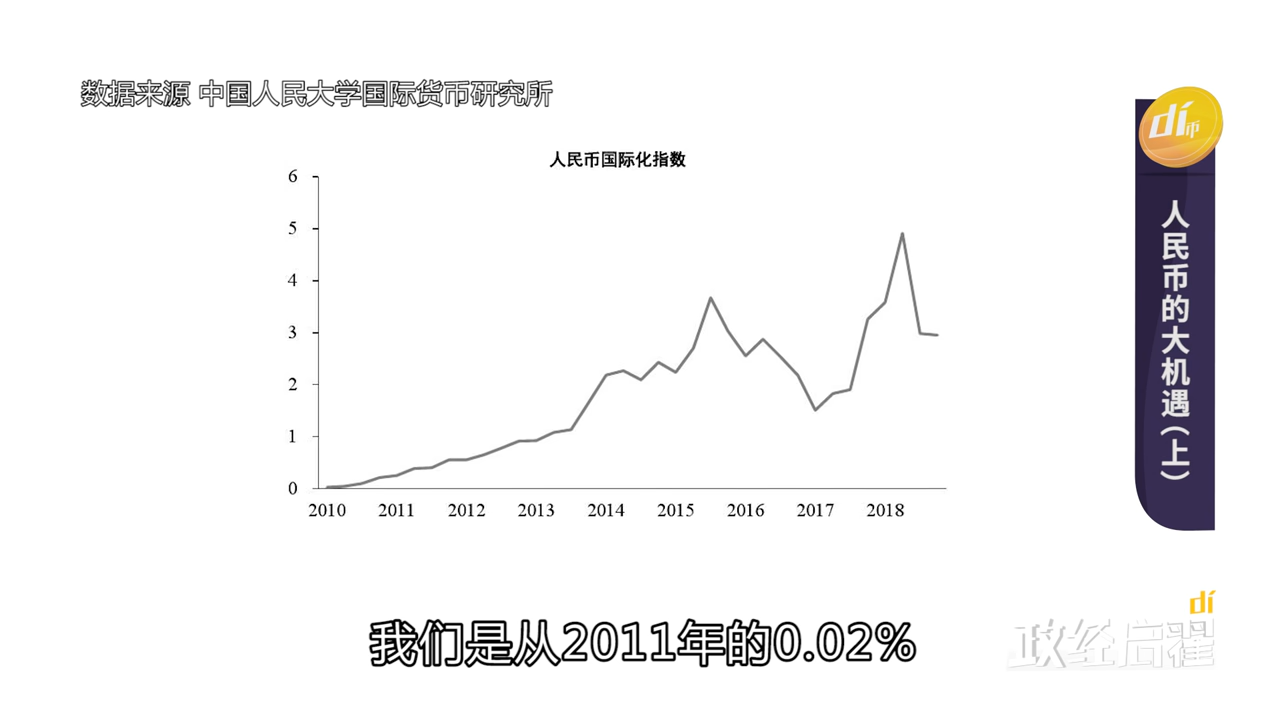 数据来源 中国人民大学国际货币研究所
人民币国际化指数
6
5
4
3
2
1
0
2010 2011 2012 2013 2014 2015 2016 2017 2018
dí币
人民币的大机遇（上）
我们是从2011年的0.02%
dí
政经启翟